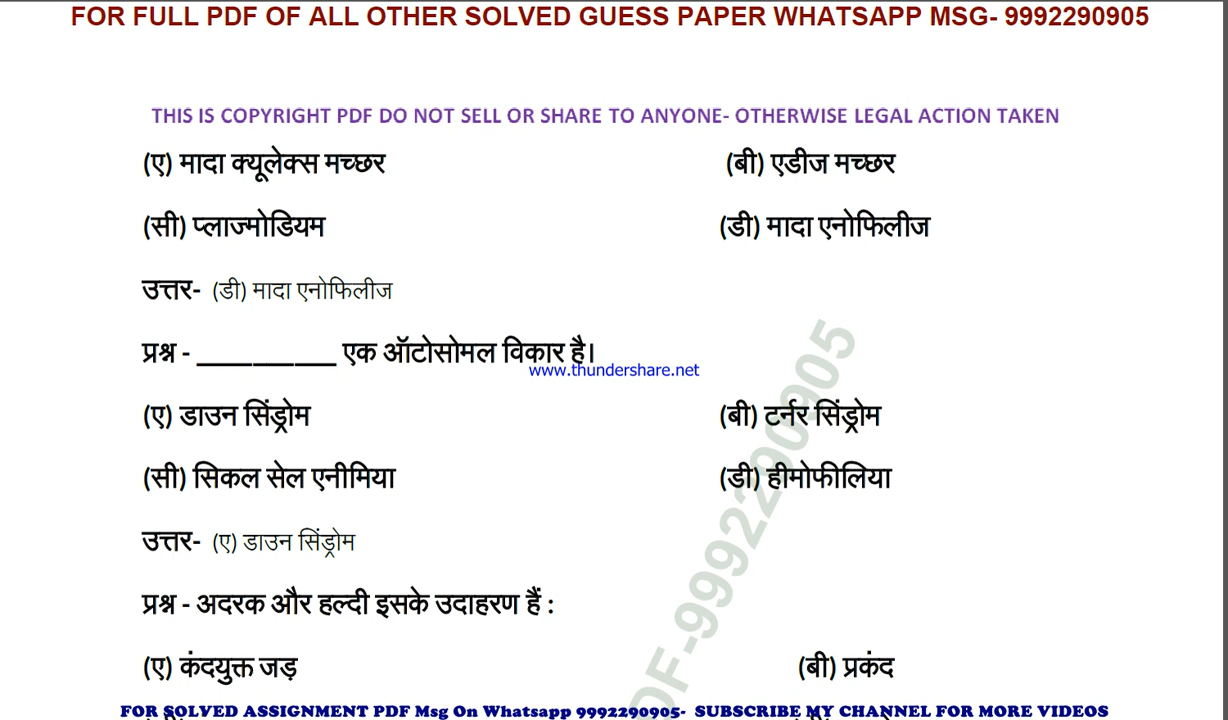 FOR FULL PDF OF ALL OTHER SOLVED GUESS PAPER WHATSAPP MSG- 9992290905
THIS IS COPYRIGHT PDF DO NOT SELL OR SHARE TO ANYONE- OTHERWISE LEGAL ACTION TAKEN
(ए) मादा क्यूलेक्स मच्छर (बी) एडीज मच्छर
(सी) प्लाज्मोडियम (डी) मादा एनोफिलीज
उत्तर- (डी) मादा एनोफिलीज
प्रश्न - __________ एक ऑटोसोमल विकार है।
www.thundershare.net
(ए) डाउन सिंड्रोम (बी) टर्नर सिंड्रोम
(सी) सिकल सेल एनीमिया (डी) हीमोफीलिया
उत्तर- (ए) डाउन सिंड्रोम
प्रश्न - अदरक और हल्दी इसके उदाहरण हैं :
(ए) कंदयुक्त जड़ (बी) प्रकंद
DF-9992290905
FOR SOLVED ASSIGNMENT PDF Msg On Whatsapp 9992290905- SUBSCRIBE MY CHANNEL FOR MORE VIDEOS